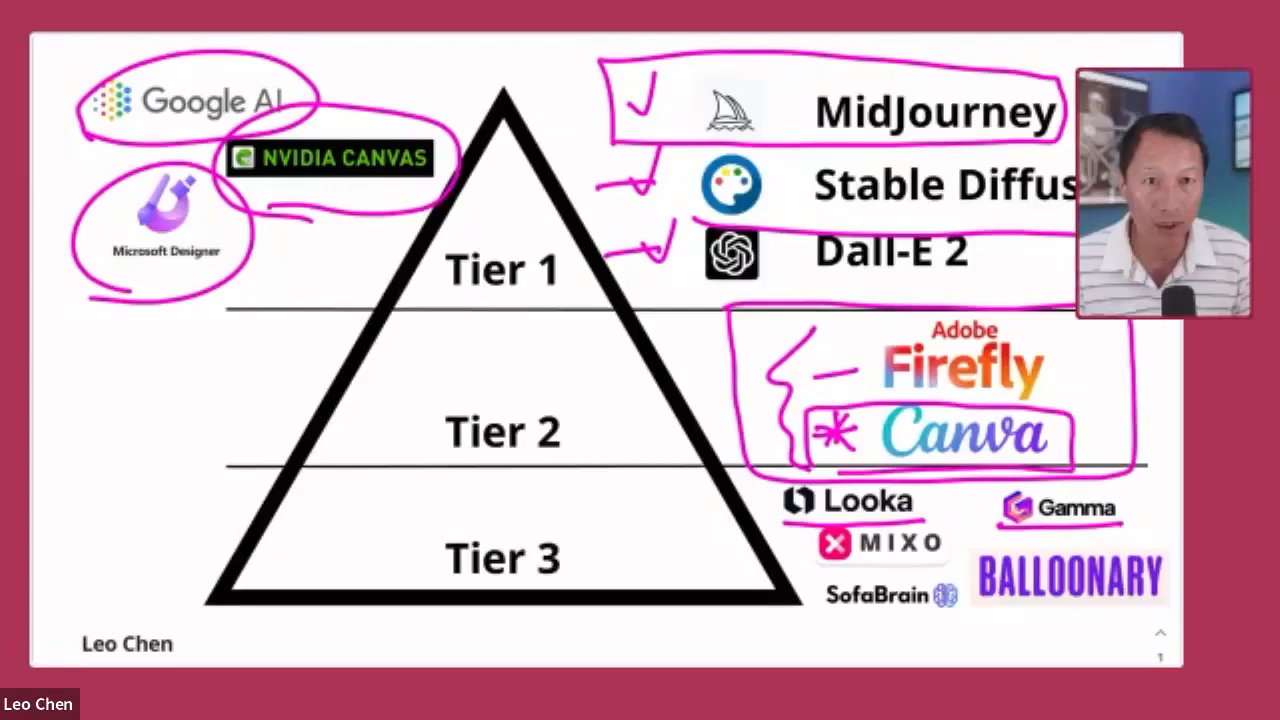 Google AI
NVIDIA CANVAS
Microsoft Designer
MidJourney
Stable Diffus
Dall-E 2
Tier 1
Adobe
Firefly
Canva
Tier 2
Looka
Gamma
MIXO
BALLOONARY
SofaBrain
Tier 3
Leo Chen
1
Leo Chen